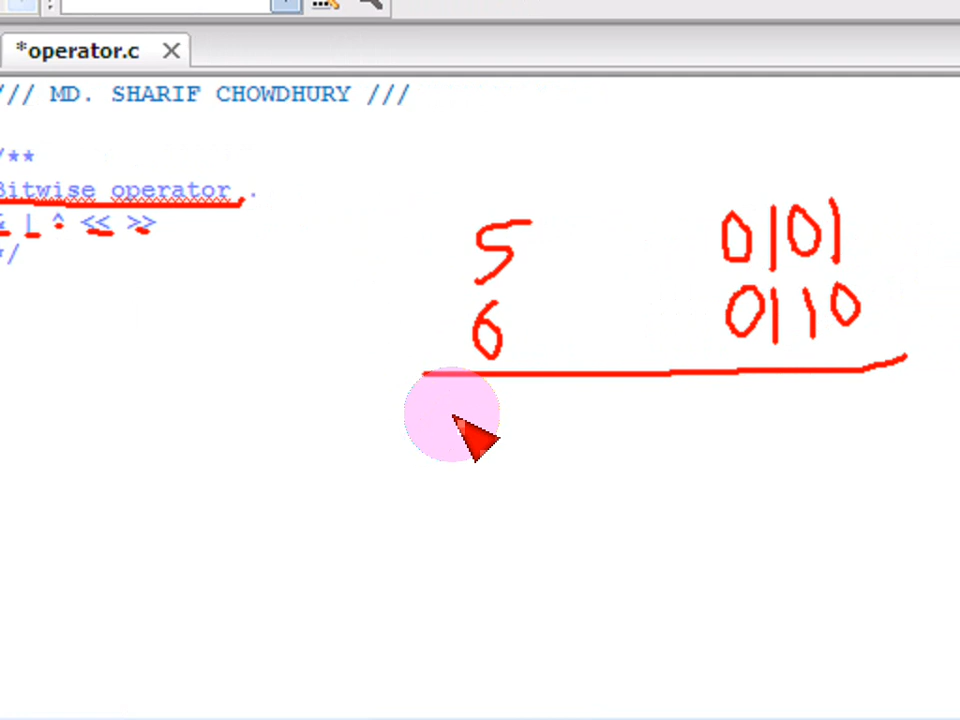 *operator.c
/// MD. SHARIF CHOWDHURY ///
/**
Bitwise operator .
& | ^ << >>
*/
5 0101
6 0110